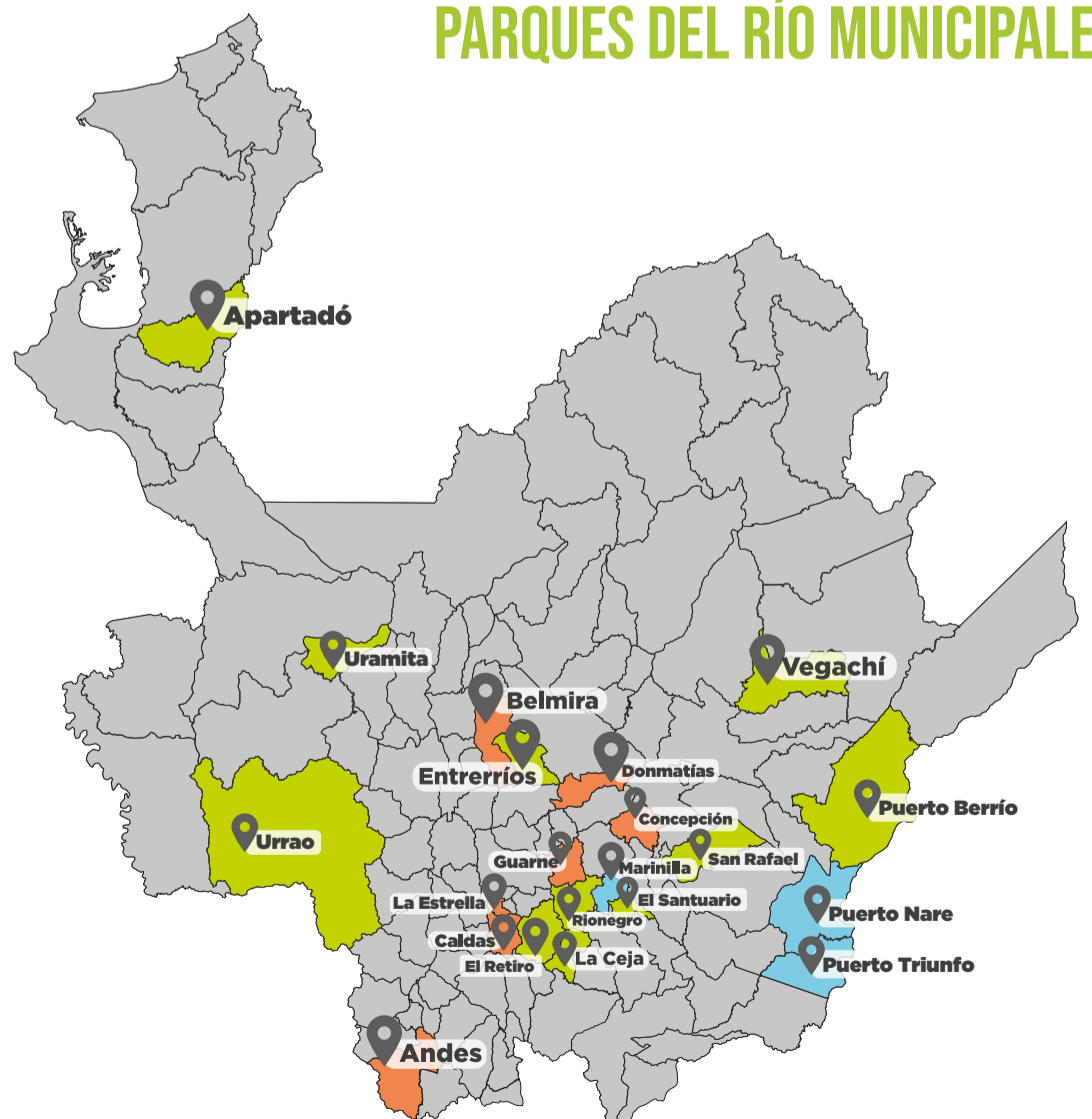 PARQUES DEL RÍO MUNICIPALE
Apartadó
Uramita
Vegachí
Belmira
Entrerríos
Donmatías
Puerto Berrío
Concepción
Urrao
San Rafael
Guarne
Marinilla
La Estrella
El Santuario
Puerto Nare
Rionegro
Caldas
La Ceja
El Retiro
Puerto Triunfo
Andes